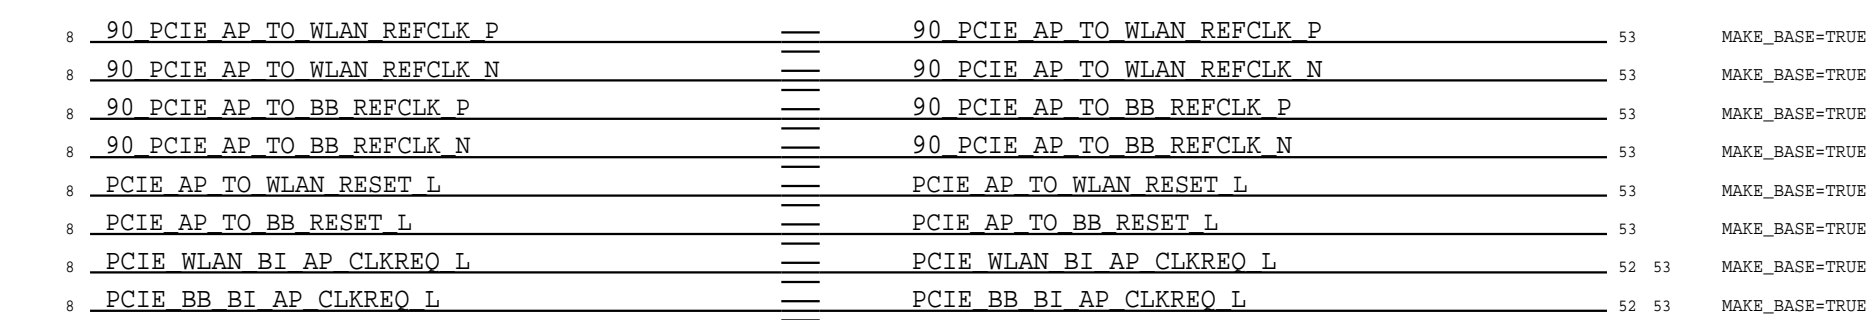 8 90_PCIE_AP_TO_WLAN_REFCLK_P 90_PCIE_AP_TO_WLAN_REFCLK_P 53 MAKE_BASE=TRUE
8 90_PCIE_AP_TO_WLAN_REFCLK_N 90_PCIE_AP_TO_WLAN_REFCLK_N 53 MAKE_BASE=TRUE
8 90_PCIE_AP_TO_BB_REFCLK_P 90_PCIE_AP_TO_BB_REFCLK_P 53 MAKE_BASE=TRUE
8 90_PCIE_AP_TO_BB_REFCLK_N 90_PCIE_AP_TO_BB_REFCLK_N 53 MAKE_BASE=TRUE
8 PCIE_AP_TO_WLAN_RESET_L PCIE_AP_TO_WLAN_RESET_L 53 MAKE_BASE=TRUE
8 PCIE_AP_TO_BB_RESET_L PCIE_AP_TO_BB_RESET_L 53 MAKE_BASE=TRUE
8 PCIE_WLAN_BI_AP_CLKREQ_L PCIE_WLAN_BI_AP_CLKREQ_L 52 53 MAKE_BASE=TRUE
8 PCIE_BB_BI_AP_CLKREQ_L PCIE_BB_BI_AP_CLKREQ_L 52 53 MAKE_BASE=TRUE